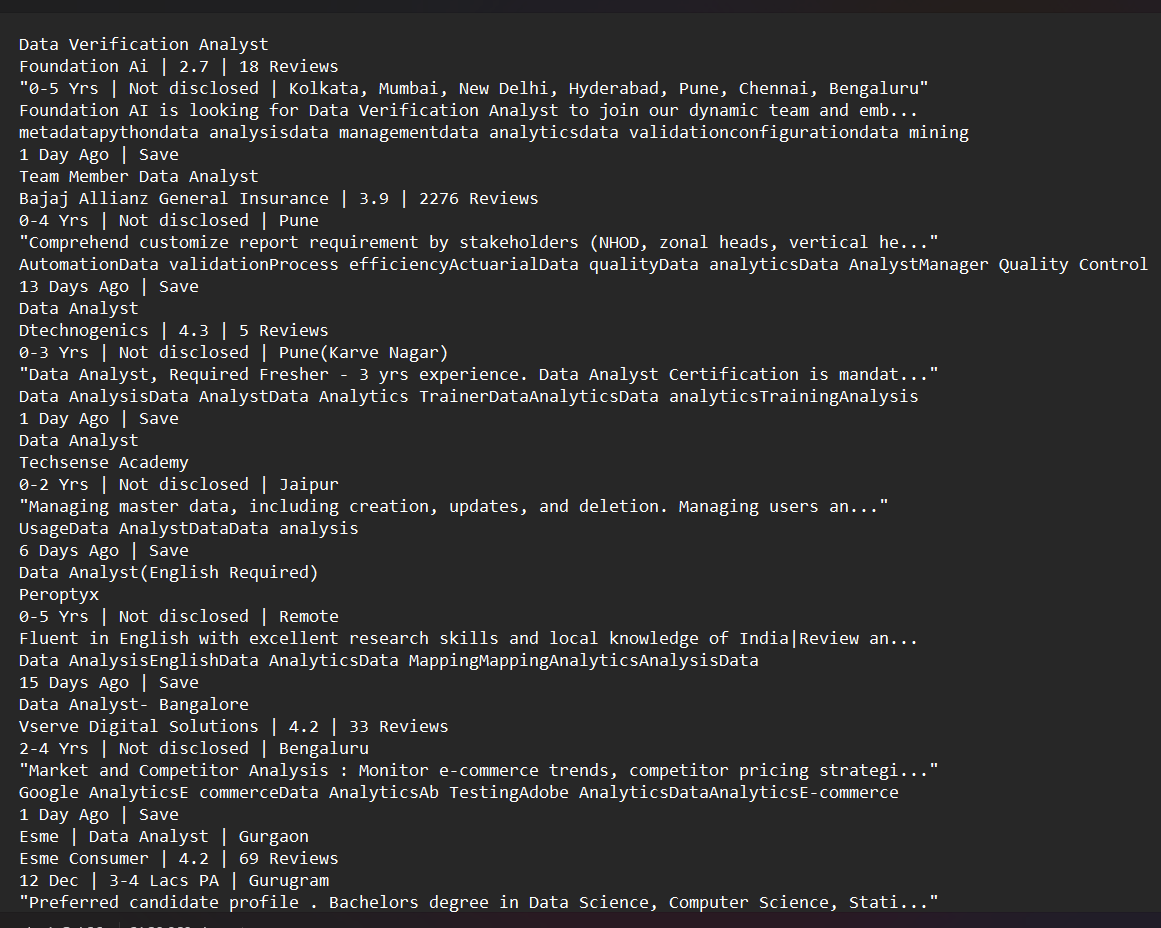 Data Verification Analyst
Foundation Ai | 2.7 | 18 Reviews
"0-5 Yrs | Not disclosed | Kolkata, Mumbai, New Delhi, Hyderabad, Pune, Chennai, Bengaluru"
Foundation AI is looking for Data Verification Analyst to join our dynamic team and emb...
metadatapythondata analysisdata managementdata analyticsdata validationconfigurationdata mining
1 Day Ago | Save
Team Member Data Analyst
Bajaj Allianz General Insurance | 3.9 | 2276 Reviews
0-4 Yrs | Not disclosed | Pune
"Comprehend customize report requirement by stakeholders (NHOD, zonal heads, vertical he..."
AutomationData validationProcess efficiencyActuarialData qualityData analyticsData AnalystManager Quality Control
13 Days Ago | Save
Data Analyst
Dtechnogenics | 4.3 | 5 Reviews
0-3 Yrs | Not disclosed | Pune(Karve Nagar)
"Data Analyst, Required Fresher - 3 yrs experience. Data Analyst Certification is mandat..."
Data AnalysisData AnalystData Analytics TrainerDataAnalyticsData analyticsTrainingAnalysis
1 Day Ago | Save
Data Analyst
Techsense Academy
0-2 Yrs | Not disclosed | Jaipur
"Managing master data, including creation, updates, and deletion. Managing users an..."
UsageData AnalystDataData analysis
6 Days Ago | Save
Data Analyst(English Required)
Peroptyx
0-5 Yrs | Not disclosed | Remote
Fluent in English with excellent research skills and local knowledge of India|Review an...
Data AnalysisEnglishData AnalyticsData MappingMappingAnalyticsAnalysisData
15 Days Ago | Save
Data Analyst- Bangalore
Vserve Digital Solutions | 4.2 | 33 Reviews
2-4 Yrs | Not disclosed | Bengaluru
"Market and Competitor Analysis : Monitor e-commerce trends, competitor pricing strategi..."
Google AnalyticsE commerceData AnalyticsAb TestingAdobe AnalyticsDataAnalyticsE-commerce
1 Day Ago | Save
Esme | Data Analyst | Gurgaon
Esme Consumer | 4.2 | 69 Reviews
12 Dec | 3-4 Lacs PA | Gurugram
"Preferred candidate profile . Bachelors degree in Data Science, Computer Science, Stati..."